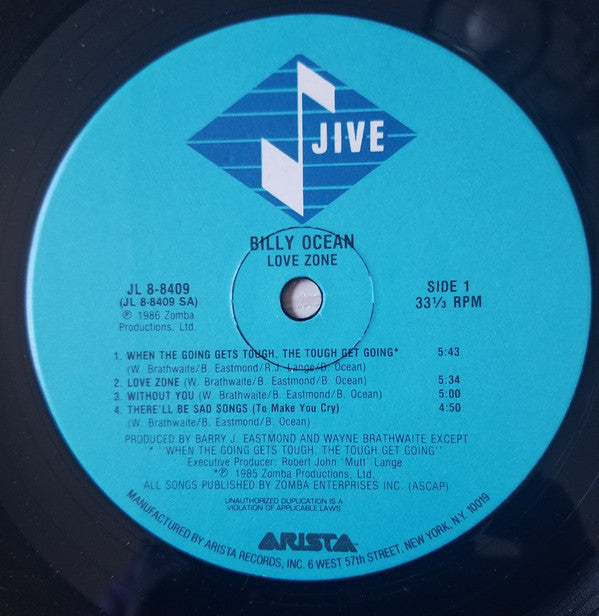 JIVE
BILLY OCEAN
LOVE ZONE
JL 8-8409
(JL 8-8409 SA)
℗ 1986 Zomba
Productions, Ltd.
SIDE 1
33⅓ RPM
1. WHEN THE GOING GETS TOUGH, THE TOUGH GET GOING* 5:43
(W. Brathwaite/B. Eastmond/R.J. Lange/B. Ocean)
2. LOVE ZONE (W. Brathwaite/B. Eastmond/B. Ocean) 5:34
3. WITHOUT YOU (W. Brathwaite/B. Eastmond/B. Ocean) 5:00
4. THERE'LL BE SAD SONGS (To Make You Cry) 4:50
(W. Brathwaite/B. Eastmond/B. Ocean)
PRODUCED BY BARRY J. EASTMOND AND WAYNE BRATHWAITE EXCEPT
* "WHEN THE GOING GETS TOUGH, THE TOUGH GET GOING"
Executive Producer: Robert John "Mutt" Lange
*℗ 1985 Zomba Productions, Ltd.
ALL SONGS PUBLISHED BY ZOMBA ENTERPRISES INC. (ASCAP)
UNAUTHORIZED DUPLICATION IS A
VIOLATION OF APPLICABLE LAWS
ARISTA
MANUFACTURED BY ARISTA RECORDS, INC. 6 WEST 57th STREET, NEW YORK, N.Y. 10019